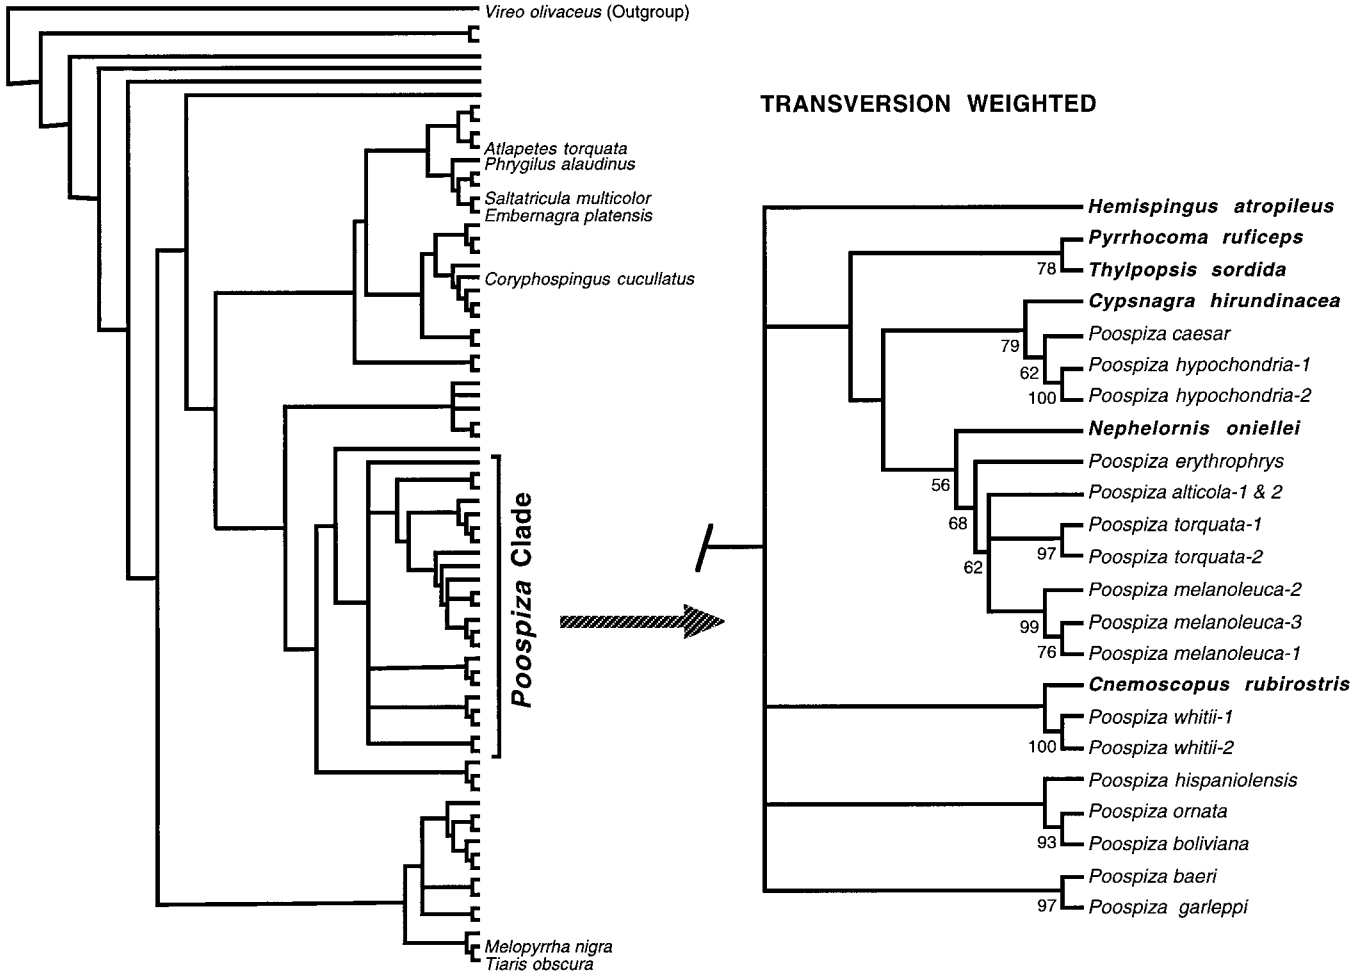 Vireo olivaceus (Outgroup)
Atlapetes torquata
Phrygilus alaudinus
Saltatricula multicolor
Embernagra platensis
Coryphospingus cucullatus
Poospiza Clade
Melopyrrha nigra
Tiaris obscura
TRANSVERSION WEIGHTED
Hemispingus atropileus
Pyrrhocoma ruficeps
78
Thylpopsis sordida
Cypsnagra hirundinacea
79
Poospiza caesar
62
Poospiza hypochondria-1
100
Poospiza hypochondria-2
Nephelornis oniellei
56
Poospiza erythrophrys
68
Poospiza alticola-1 & 2
62
Poospiza torquata-1
97
Poospiza torquata-2
Poospiza melanoleuca-2
99
Poospiza melanoleuca-3
76
Poospiza melanoleuca-1
Cnemoscopus rubirostris
Poospiza whitii-1
100
Poospiza whitii-2
Poospiza hispaniolensis
Poospiza ornata
93
Poospiza boliviana
Poospiza baeri
97
Poospiza garleppi